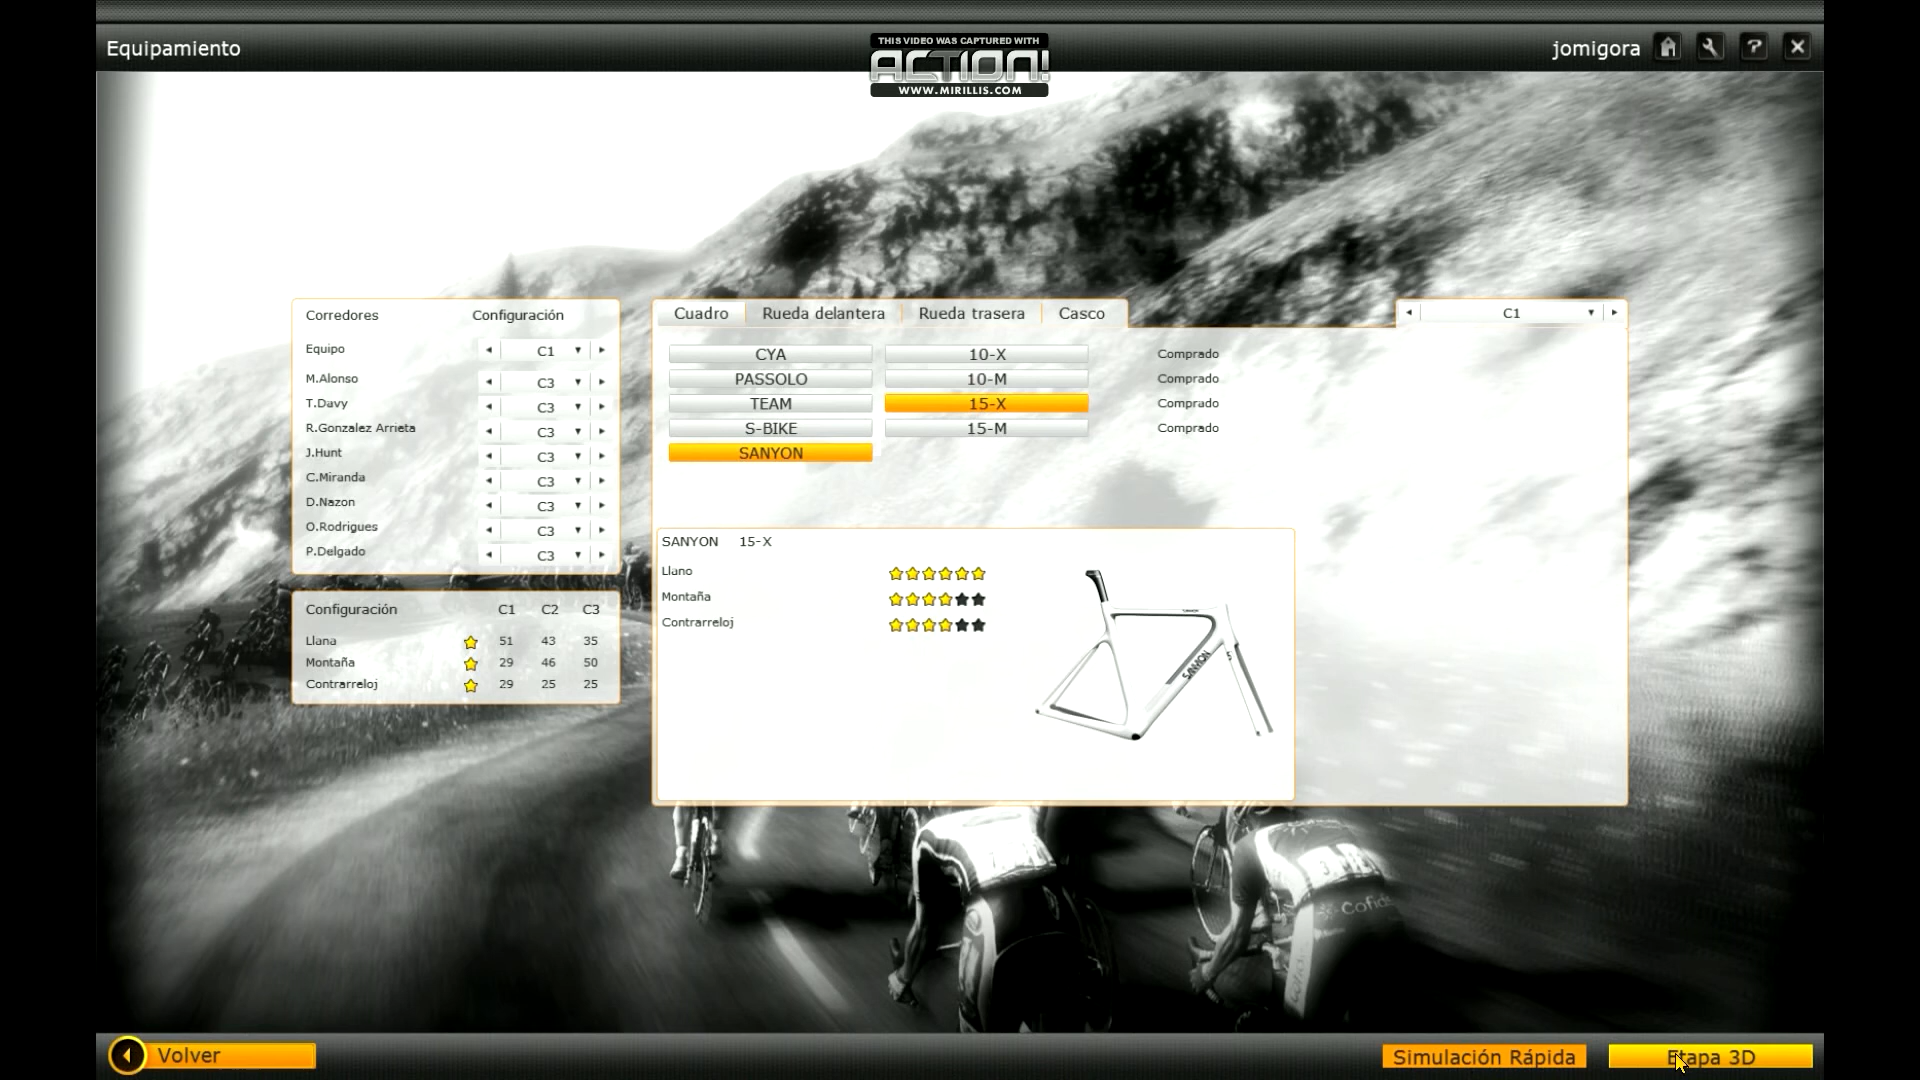 Equipamiento
THIS VIDEO WAS CAPTURED WITH
ACTION!
WWW.MIRILLIS.COM
jomigora
Corredores Configuración
Equipo C1
M.Alonso C3
T.Davy C3
R.Gonzalez Arrieta C3
J.Hunt C3
C.Miranda C3
D.Nazon C3
O.Rodrigues C3
P.Delgado C3
Configuración C1 C2 C3
Llana 51 43 35
Montaña 29 46 50
Contrarreloj 29 25 25
Cuadro Rueda delantera Rueda trasera Casco C1
CYA 10-X Comprado
PASSOLO 10-M Comprado
TEAM 15-X Comprado
S-BIKE 15-M Comprado
SANYON
SANYON 15-X
Llano
Montaña
Contrarreloj
SANYON
Cofidis
Volver Simulación Rápida Etapa 3D